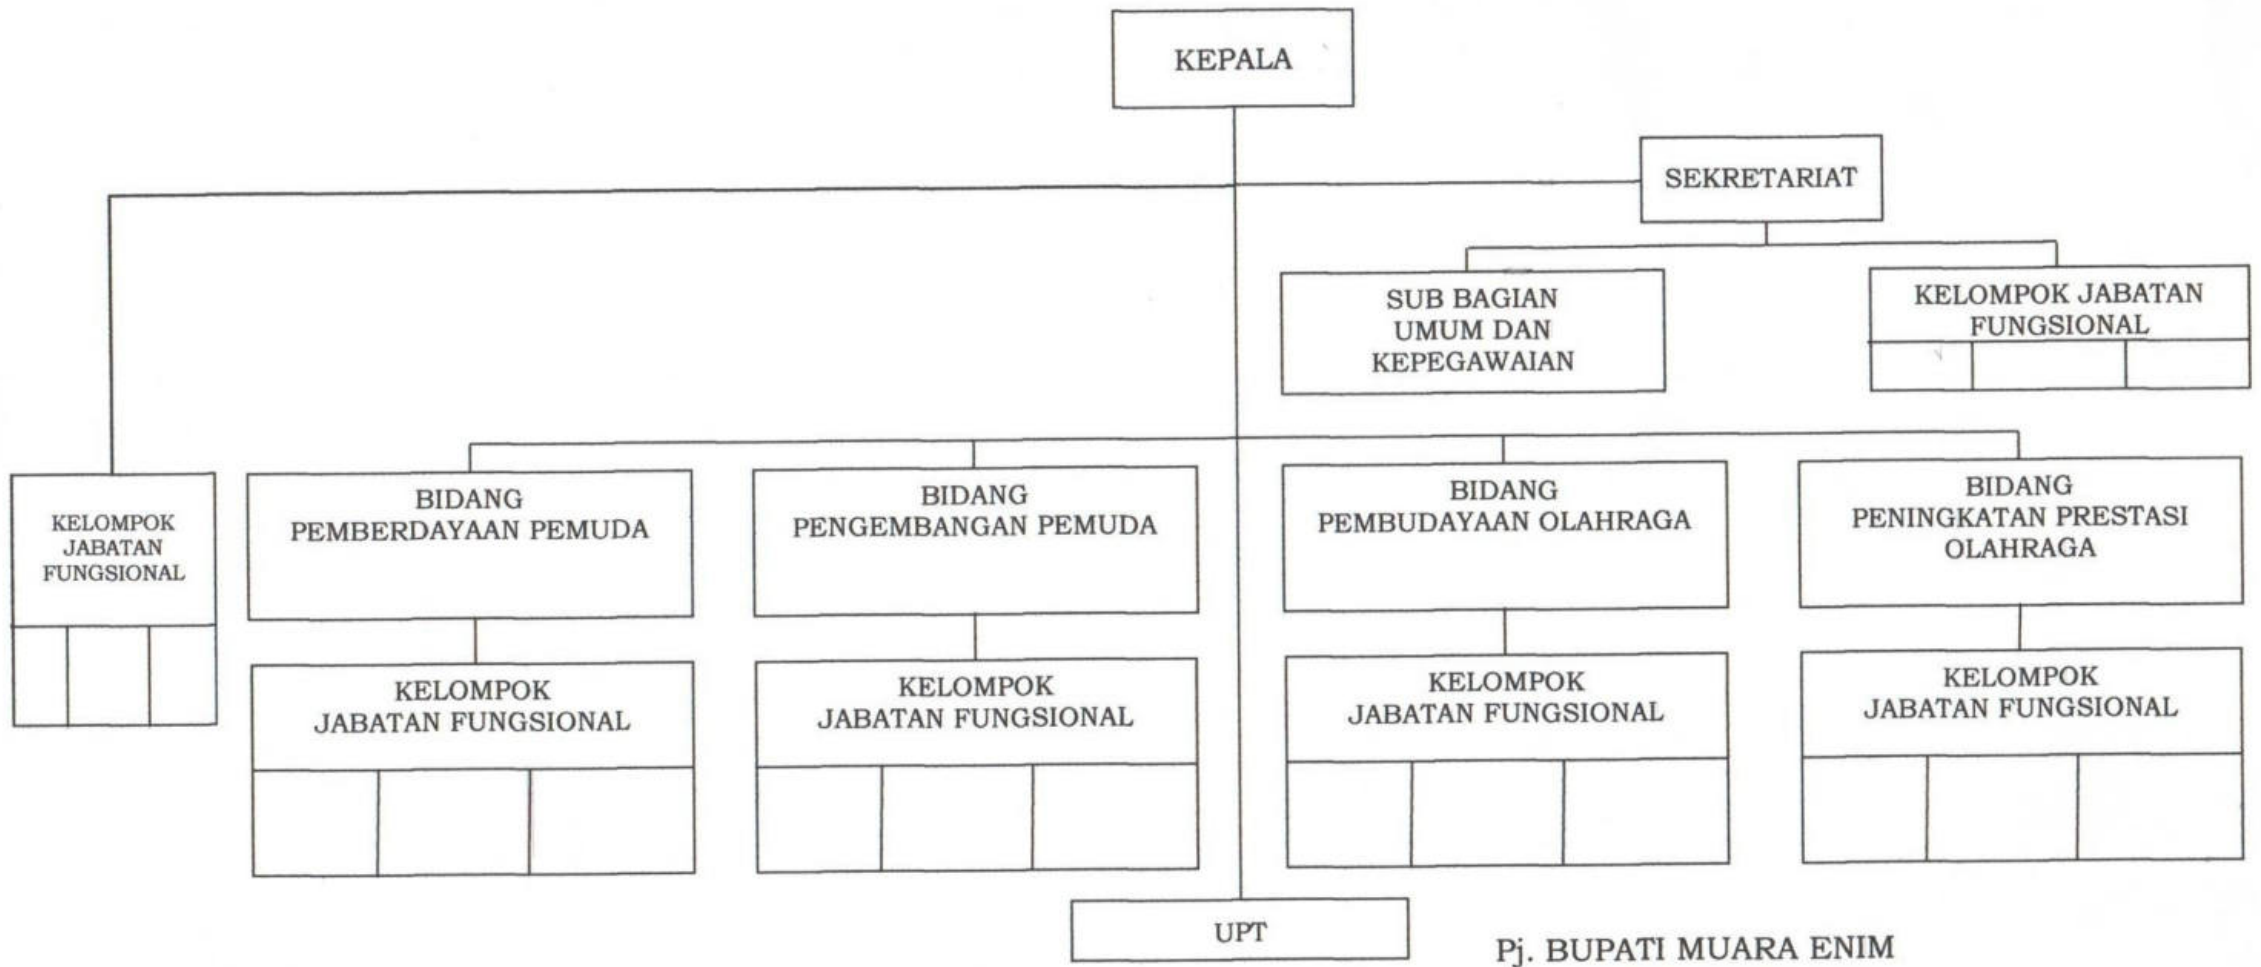 KEPALA
SEKRETARIAT
SUB BAGIAN
UMUM DAN
KEPEGAWAIAN
KELOMPOK JABATAN
FUNGSIONAL
KELOMPOK
JABATAN
FUNGSIONAL
BIDANG
PEMBERDAYAAN PEMUDA
BIDANG
PENGEMBANGAN PEMUDA
BIDANG
PEMBUDAYAAN OLAHRAGA
BIDANG
PENINGKATAN PRESTASI
OLAHRAGA
KELOMPOK
JABATAN FUNGSIONAL
KELOMPOK
JABATAN FUNGSIONAL
KELOMPOK
JABATAN FUNGSIONAL
KELOMPOK
JABATAN FUNGSIONAL
UPT
Pj. BUPATI MUARA ENIM